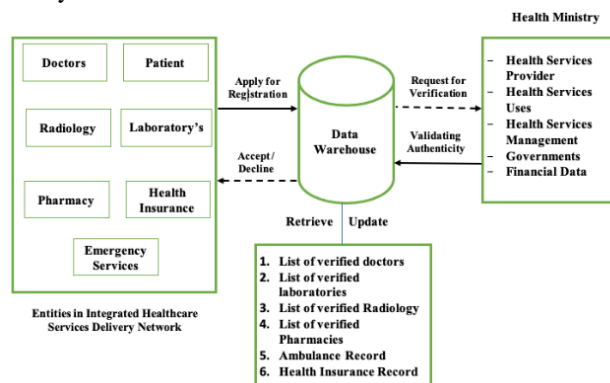 Health Ministry
Doctors
Patient
Radiology
Laboratory's
Pharmacy
Health
Insurance
Emergency
Services
Entities in Integrated Healthcare
Services Delivery Network
Apply for
Registration
Accept/
Decline
Data
Warehouse
Request for
Verification
Validating
Authenticity
- Health Services
Provider
- Health Services
Uses
- Health Services
Management
- Governments
- Financial Data
Retrieve
Update
1. List of verified doctors
2. List of verified
laboratories
3. List of verified Radiology
4. List of verified
Pharmacies
5. Ambulance Record
6. Health Insurance Record